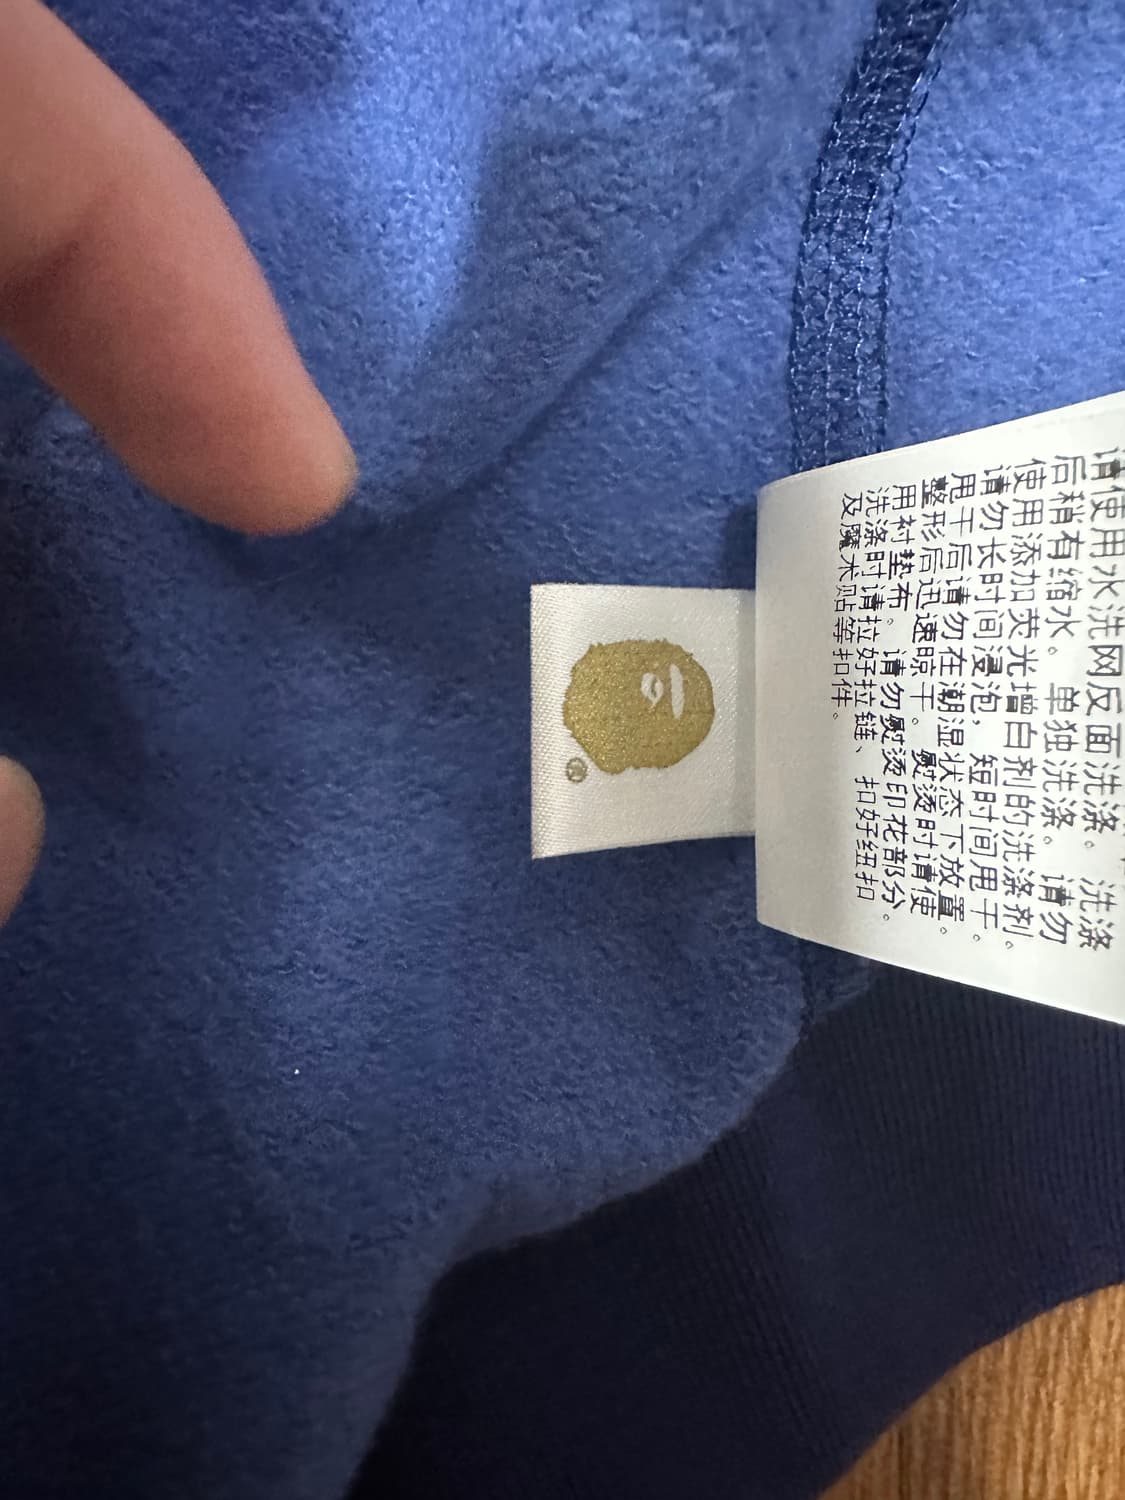 请使用水洗网反面洗涤。洗涤
后稍有缩水。单独洗涤。请勿
使用添加荧光增白剂的洗涤剂。
请勿长时间浸泡，短时间甩干。
甩干后请勿在潮湿状态下放置。
整形后迅速晾干。熨烫时请使
用衬垫布。请勿熨烫印花部分。
洗涤时请拉好拉链、扣好纽扣
及魔术贴等扣件。
®